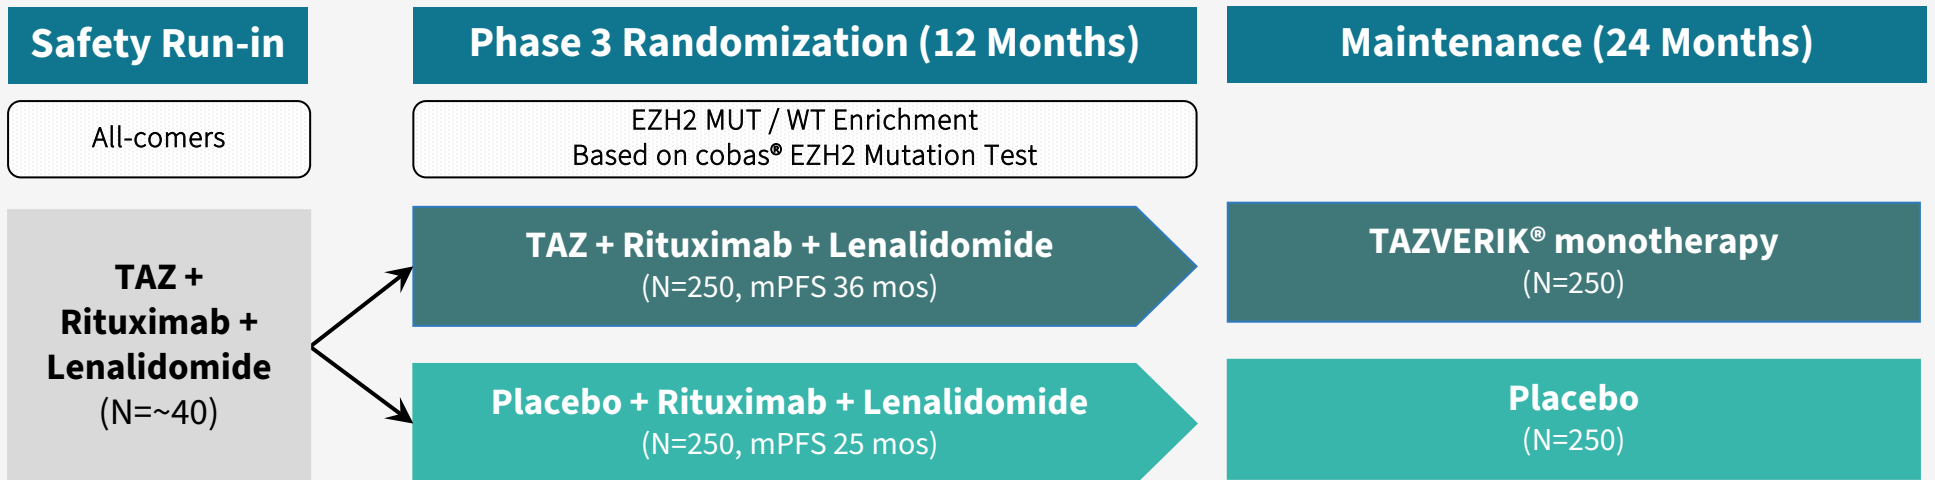 Safety Run-in
Phase 3 Randomization (12 Months)
Maintenance (24 Months)
All-comers
EZH2 MUT / WT Enrichment
Based on cobas® EZH2 Mutation Test
TAZ +
Rituximab +
Lenalidomide
(N=~40)
TAZ + Rituximab + Lenalidomide
(N=250, mPFS 36 mos)
TAZVERIK® monotherapy
(N=250)
Placebo + Rituximab + Lenalidomide
(N=250, mPFS 25 mos)
Placebo
(N=250)